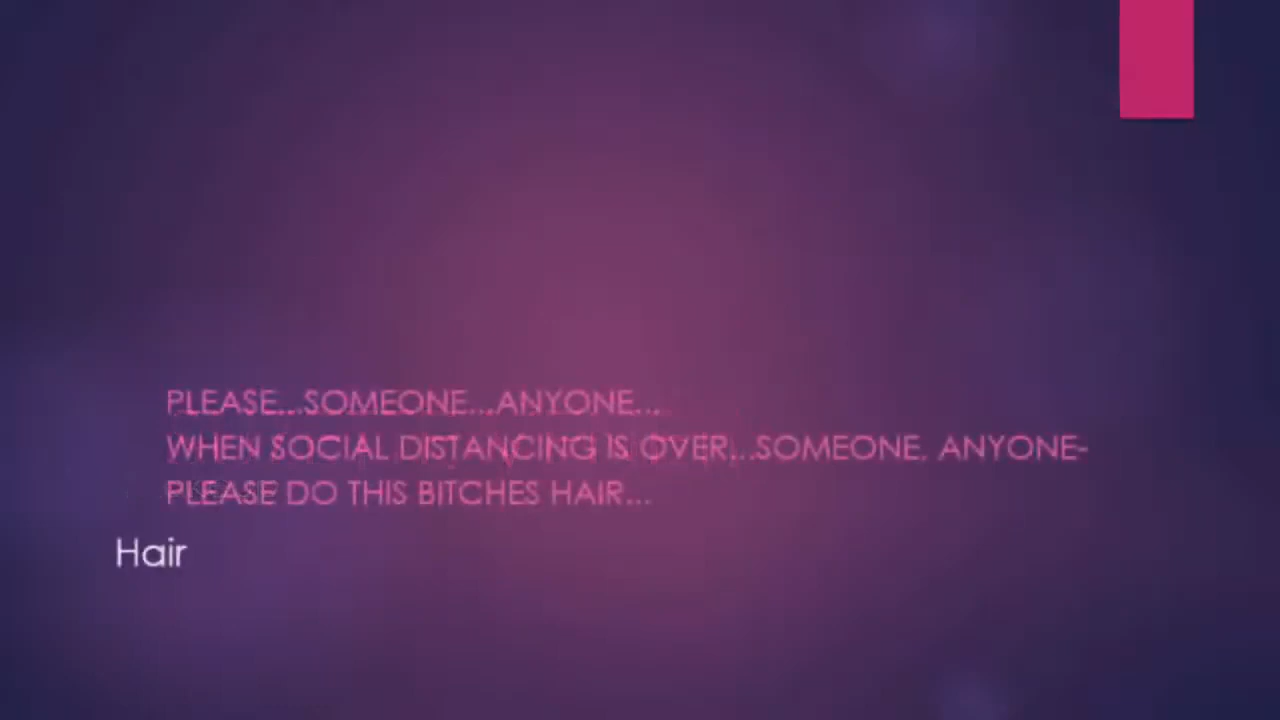 PLEASE...SOMEONE...ANYONE...
WHEN SOCIAL DISTANCING IS OVER...SOMEONE, ANYONE-
PLEASE DO THIS BITCHES HAIR...
Hair